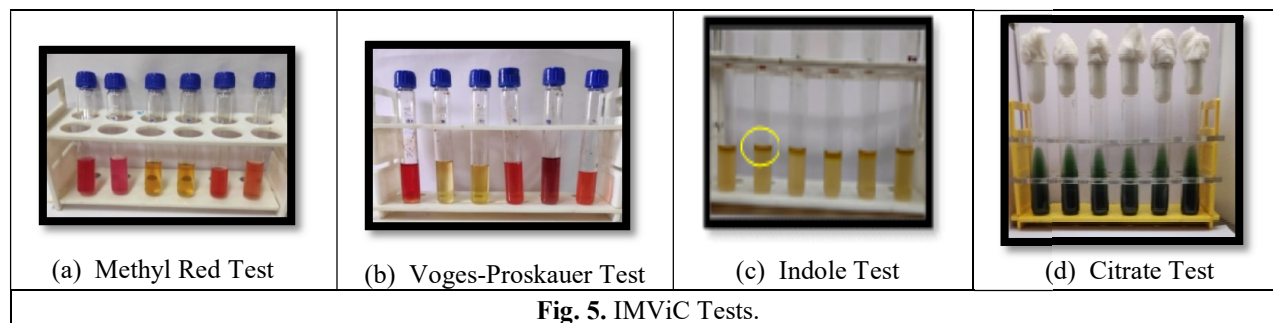 (a) Methyl Red Test
(b) Voges-Proskauer Test
(c) Indole Test
(d) Citrate Test
Fig. 5. IMViC Tests.